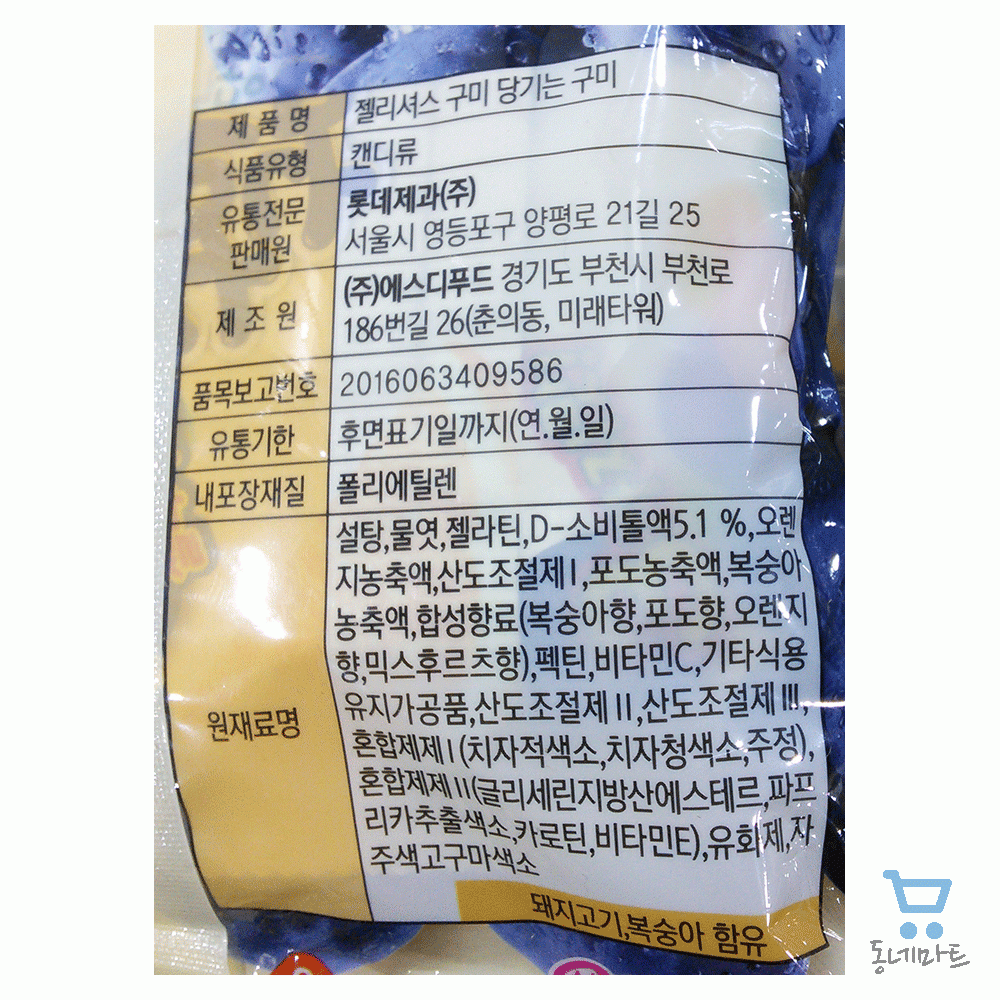 제품명 젤리셔스 구미 당기는 구미
식품유형 캔디류
유통전문 판매원 롯데제과(주)
서울시 영등포구 양평로 21길 25
제조원 (주)에스디푸드 경기도 부천시 부천로
186번길 26(춘의동, 미래타워)
품목보고번호 2016063409586
유통기한 후면표기일까지(연.월.일)
내포장재질 폴리에틸렌
원재료명 설탕,물엿,젤라틴,D-소비톨액5.1 %,오렌
지농축액,산도조절제I,포도농축액,복숭아
농축액,합성향료(복숭아향,포도향,오렌지
향,믹스후르츠향),펙틴,비타민C,기타식용
유지가공품,산도조절제II,산도조절제III,
혼합제제I(치자적색소,치자청색소,주정),
혼합제제II(글리세린지방산에스테르,파프
리카추출색소,카로틴,비타민E),유화제,자
주색고구마색소
돼지고기,복숭아 함유
동네마트